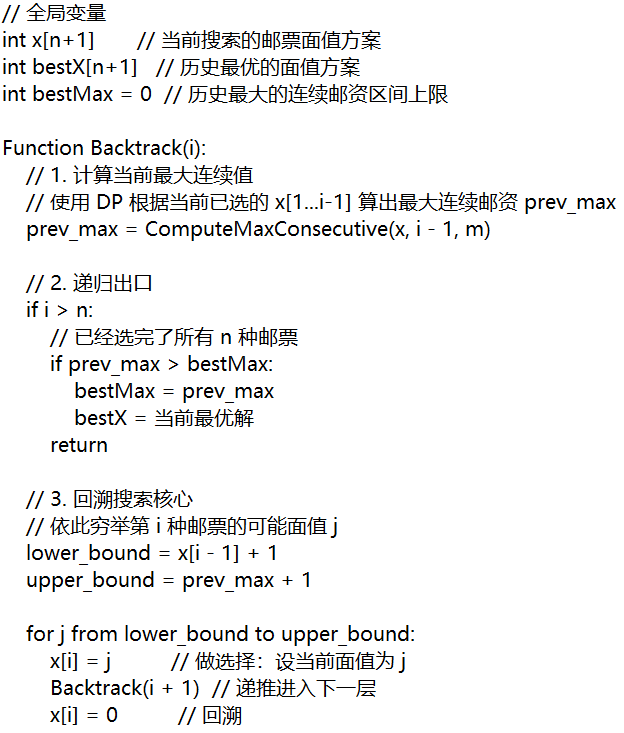 // 全局变量
int x[n+1]      // 当前搜索的邮票面值方案
int bestX[n+1]   // 历史最优的面值方案
int bestMax = 0  // 历史最大的连续邮资区间上限

Function Backtrack(i):
    // 1. 计算当前最大连续值
    // 使用 DP 根据当前已选的 x[1...i-1] 算出最大连续邮资 prev_max
    prev_max = ComputeMaxConsecutive(x, i - 1, m)

    // 2. 递归出口
    if i > n:
        // 已经选完了所有 n 种邮票
        if prev_max > bestMax:
            bestMax = prev_max
            bestX = 当前最优解
        return

    // 3. 回溯搜索核心
    // 依此穷举第 i 种邮票的可能面值 j
    lower_bound = x[i - 1] + 1
    upper_bound = prev_max + 1

    for j from lower_bound to upper_bound:
        x[i] = j        // 做选择：设当前面值为 j
        Backtrack(i + 1)  // 递推进入下一层
        x[i] = 0         // 回溯